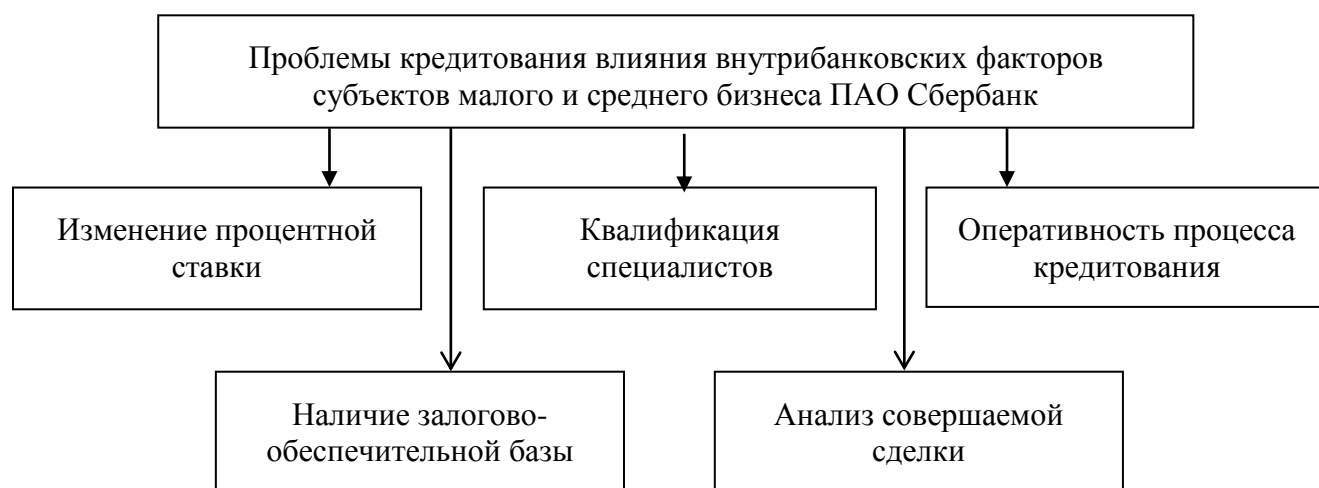 Проблемы кредитования влияния внутрибанковских факторов
субъектов малого и среднего бизнеса ПАО Сбербанк
Изменение процентной
ставки
Квалификация
специалистов
Оперативность процесса
кредитования
Наличие залогово-
обеспечительной базы
Анализ совершаемой
сделки